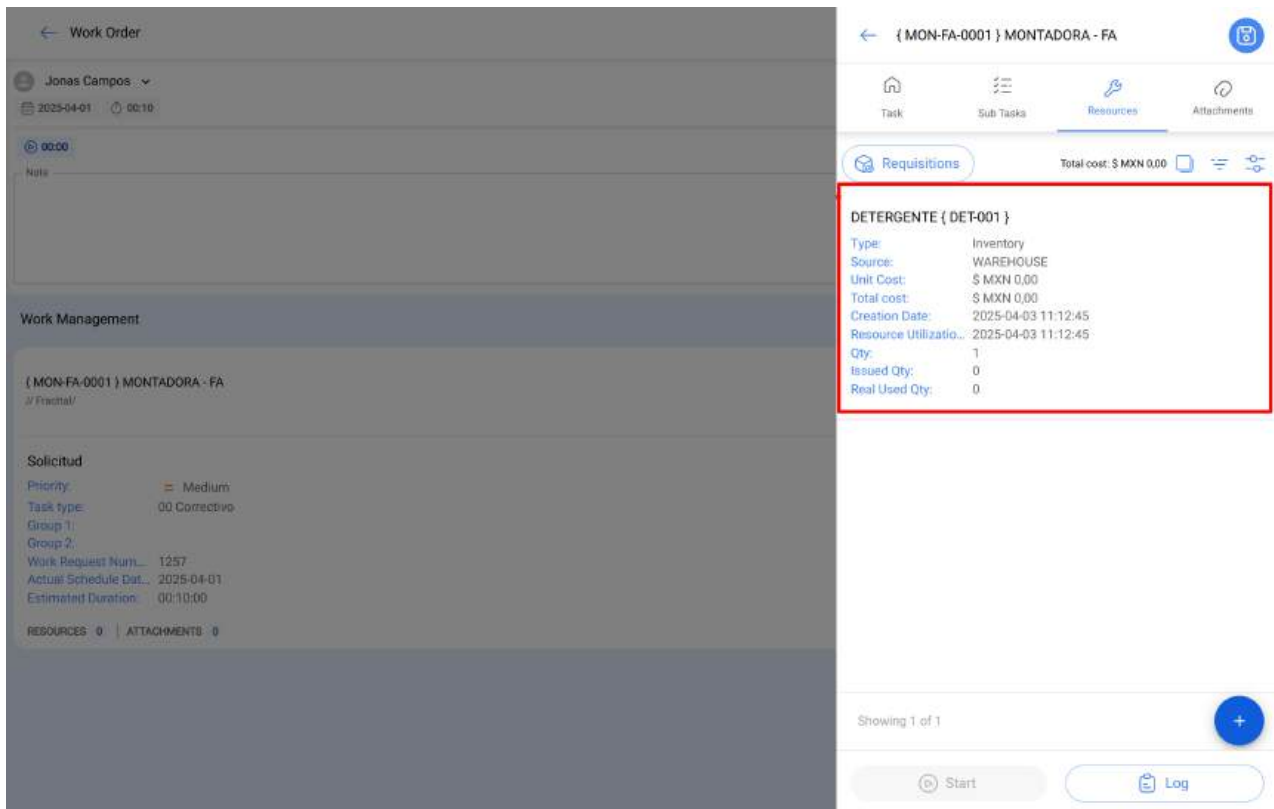 Work Order
Jonas Campos
2025-04-01 00:10
00:00
Note
Work Management
{ MON-FA-0001 } MONTADORA - FA
// Fracttal/
Solicitud
Priority: Medium
Task type: 00 Correctivo
Group 1:
Group 2:
Work Request Num... 1257
Actual Schedule Dat... 2025-04-01
Estimated Duration: 00:10:00
RESOURCES 0 | ATTACHMENTS 0
{ MON-FA-0001 } MONTADORA - FA
Task Sub Tasks Resources Attachments
Requisitions Total cost: $ MXN 0,00
DETERGENTE { DET-001 }
Type: Inventory
Source: WAREHOUSE
Unit Cost: $ MXN 0,00
Total cost: $ MXN 0,00
Creation Date: 2025-04-03 11:12:45
Resource Utilizatio... 2025-04-03 11:12:45
Qty: 1
Issued Qty: 0
Real Used Qty: 0
Showing 1 of 1
+
Start Log